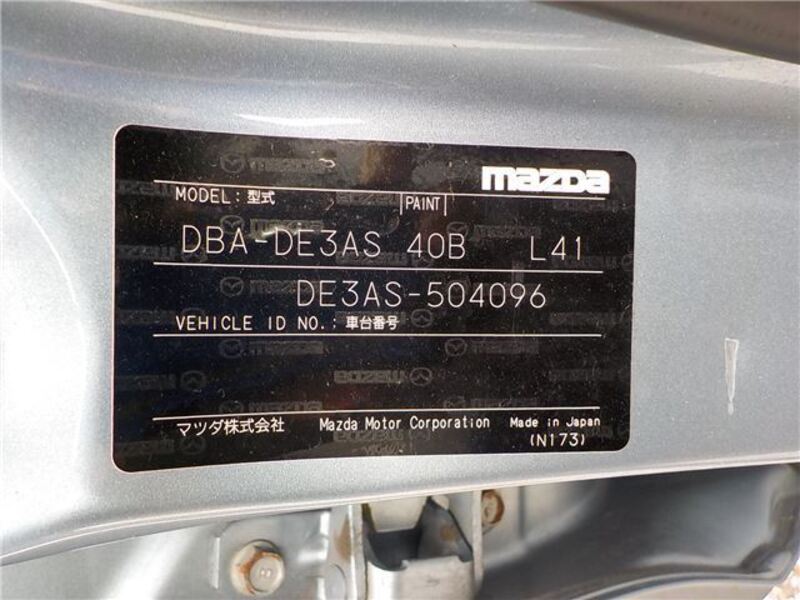 mazda
MODEL: 型式 PAINT
DBA-DE3AS 40B L41
DE3AS-504096
VEHICLE ID NO.: 車台番号
マツダ株式会社 Mazda Motor Corporation Made in Japan
(N173)